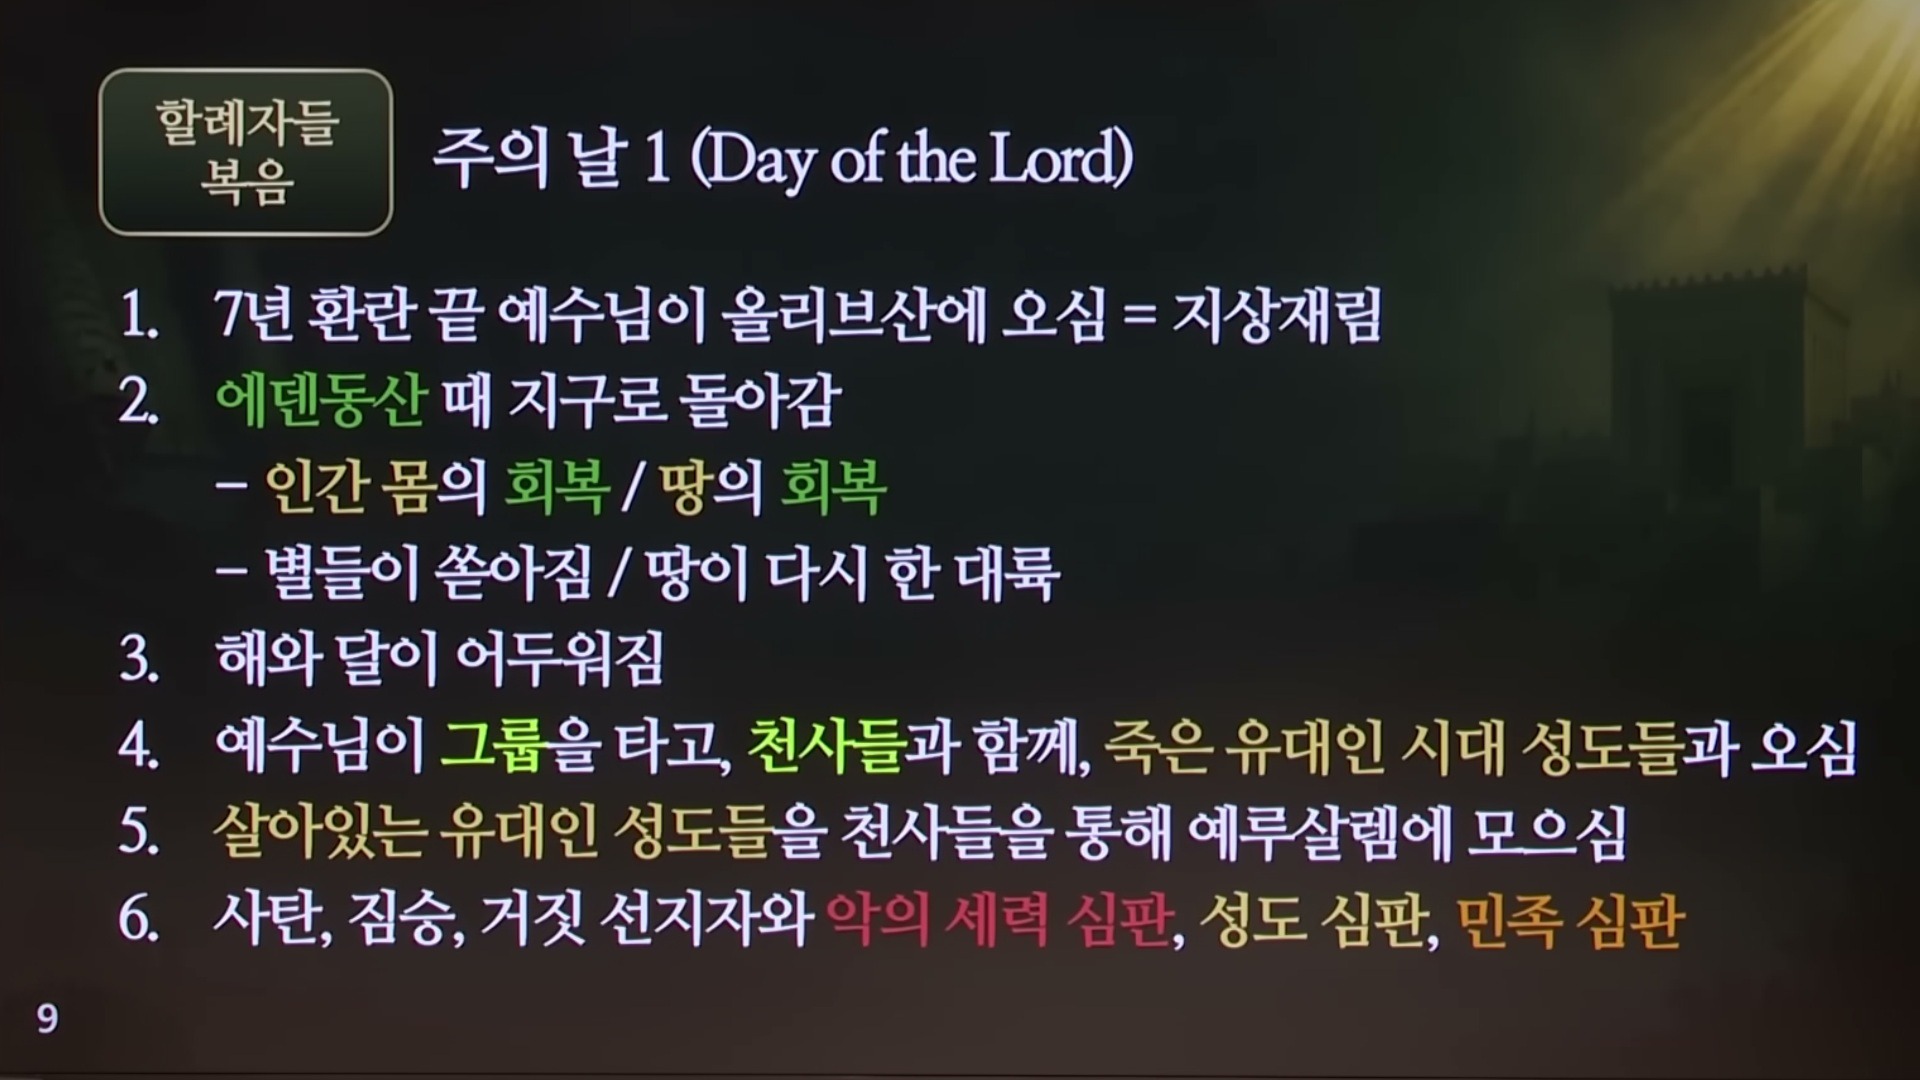 할례자들
복음
주의 날 1 (Day of the Lord)
1. 7년 환란 끝 예수님이 올리브산에 오심 = 지상재림
2. 에덴동산 때 지구로 돌아감
– 인간 몸의 회복 / 땅의 회복
– 별들이 쏟아짐 / 땅이 다시 한 대륙
3. 해와 달이 어두워짐
4. 예수님이 그룹을 타고, 천사들과 함께, 죽은 유대인 시대 성도들과 오심
5. 살아있는 유대인 성도들을 천사들을 통해 예루살렘에 모으심
6. 사탄, 짐승, 거짓 선지자와 악의 세력 심판, 성도 심판, 민족 심판
9